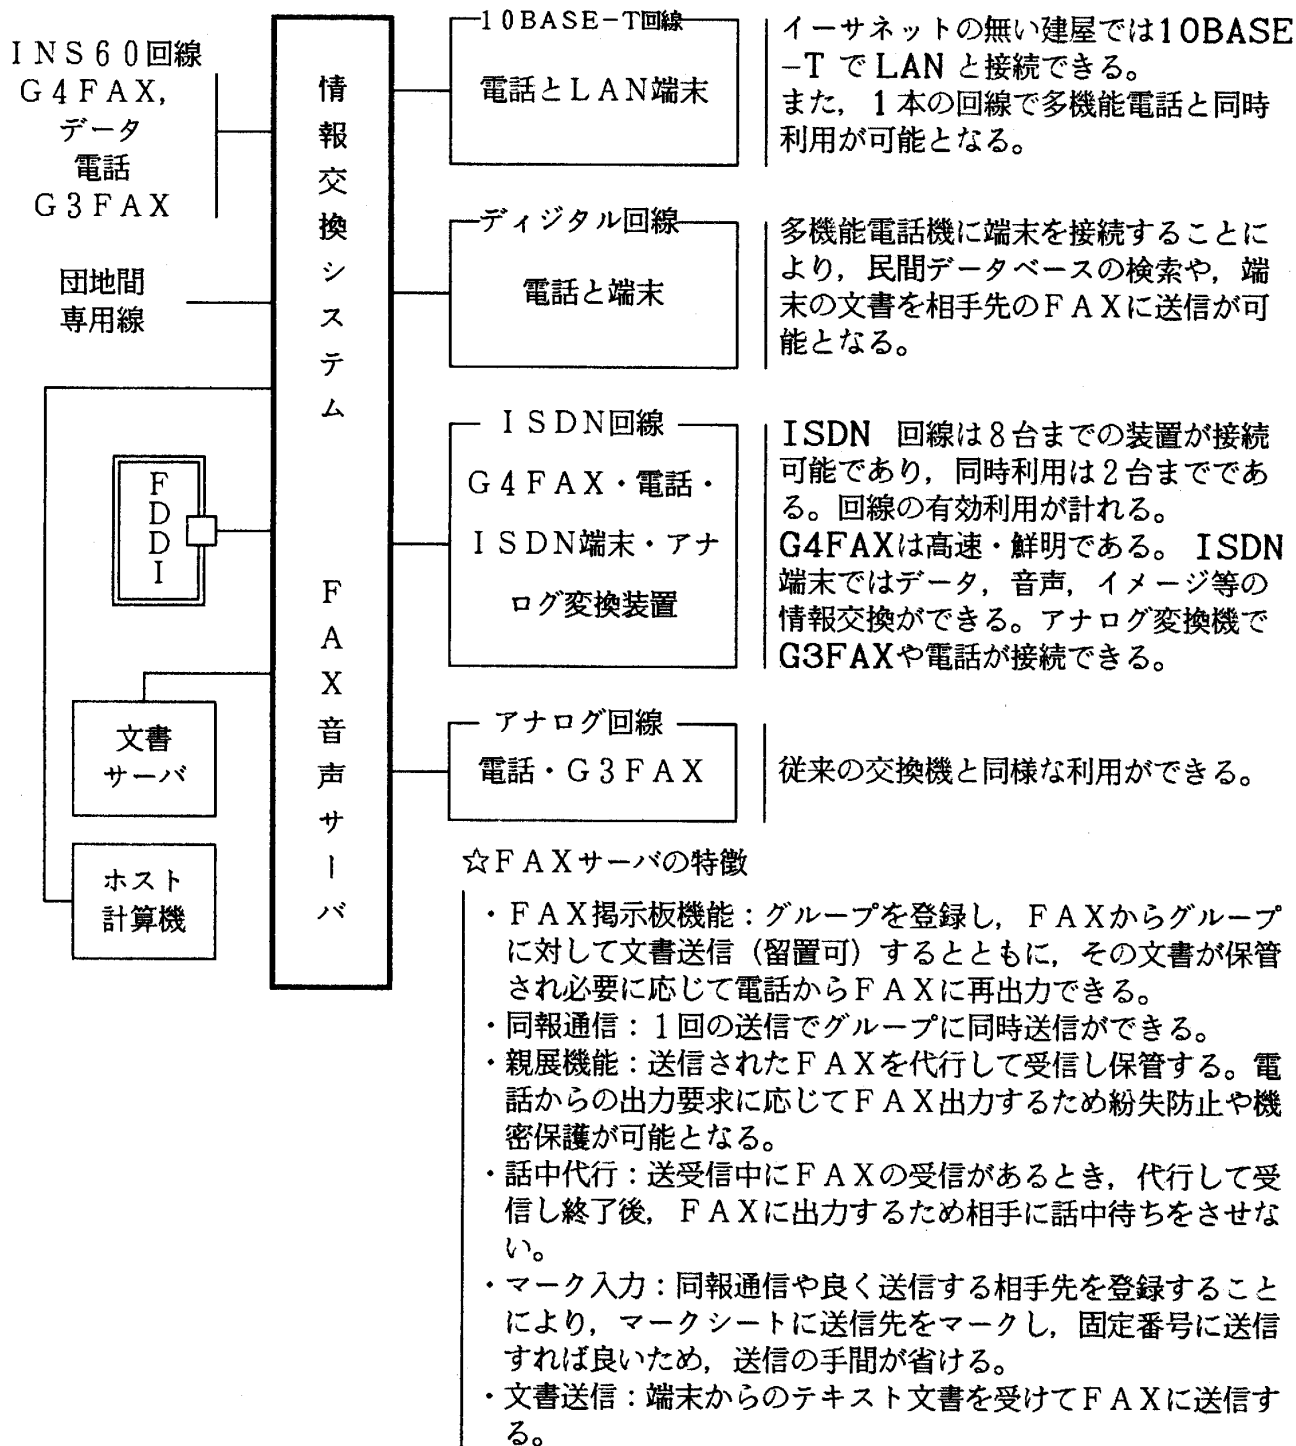 INS60回線
G4FAX,
データ
電話
G3FAX
団地間
専用線
FDDI
文書
サーバ
ホスト
計算機
情報交換システム FAX音声サーバ
10BASE-T回線
電話とLAN端末
イーサネットの無い建屋では10BASE
-TでLANと接続できる。
また,1本の回線で多機能電話と同時
利用が可能となる。
ディジタル回線
電話と端末
多機能電話機に端末を接続することに
より,民間データベースの検索や,端
末の文書を相手先のFAXに送信が可
能となる。
ISDN回線
G4FAX・電話・
ISDN端末・アナ
ログ変換装置
ISDN 回線は8台までの装置が接続
可能であり,同時利用は2台までであ
る。回線の有効利用が計れる。
G4FAXは高速・鮮明である。ISDN
端末ではデータ,音声,イメージ等の
情報交換ができる。アナログ変換機で
G3FAXや電話が接続できる。
アナログ回線
電話・G3FAX
従来の交換機と同様な利用ができる。
☆FAXサーバの特徴
・FAX掲示板機能:グループを登録し,FAXからグループ
に対して文書送信(留置可)するとともに,その文書が保管
され必要に応じて電話からFAXに再出力できる。
・同報通信:1回の送信でグループに同時送信ができる。
・親展機能:送信されたFAXを代行して受信し保管する。電
話からの出力要求に応じてFAX出力するため紛失防止や機
密保護が可能となる。
・話中代行:送受信中にFAXの受信があるとき,代行して受
信し終了後,FAXに出力するため相手に話中待ちをさせな
い。
・マーク入力:同報通信や良く送信する相手先を登録すること
により,マークシートに送信先をマークし,固定番号に送信
すれば良いため,送信の手間が省ける。
・文書送信:端末からのテキスト文書を受けてFAXに送信す
る。